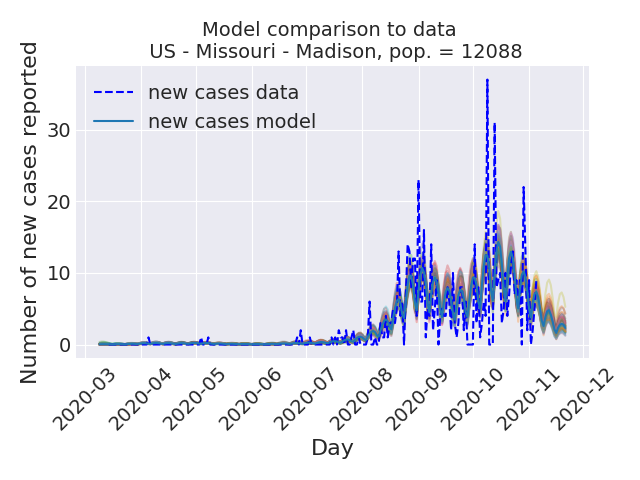 Model comparison to data
US - Missouri - Madison, pop. = 12088
Number of new cases reported
new cases data
new cases model
30
20
10
0
2020-03
2020-04
2020-05
2020-06
2020-07
2020-08
2020-09
2020-10
2020-11
2020-12
Day